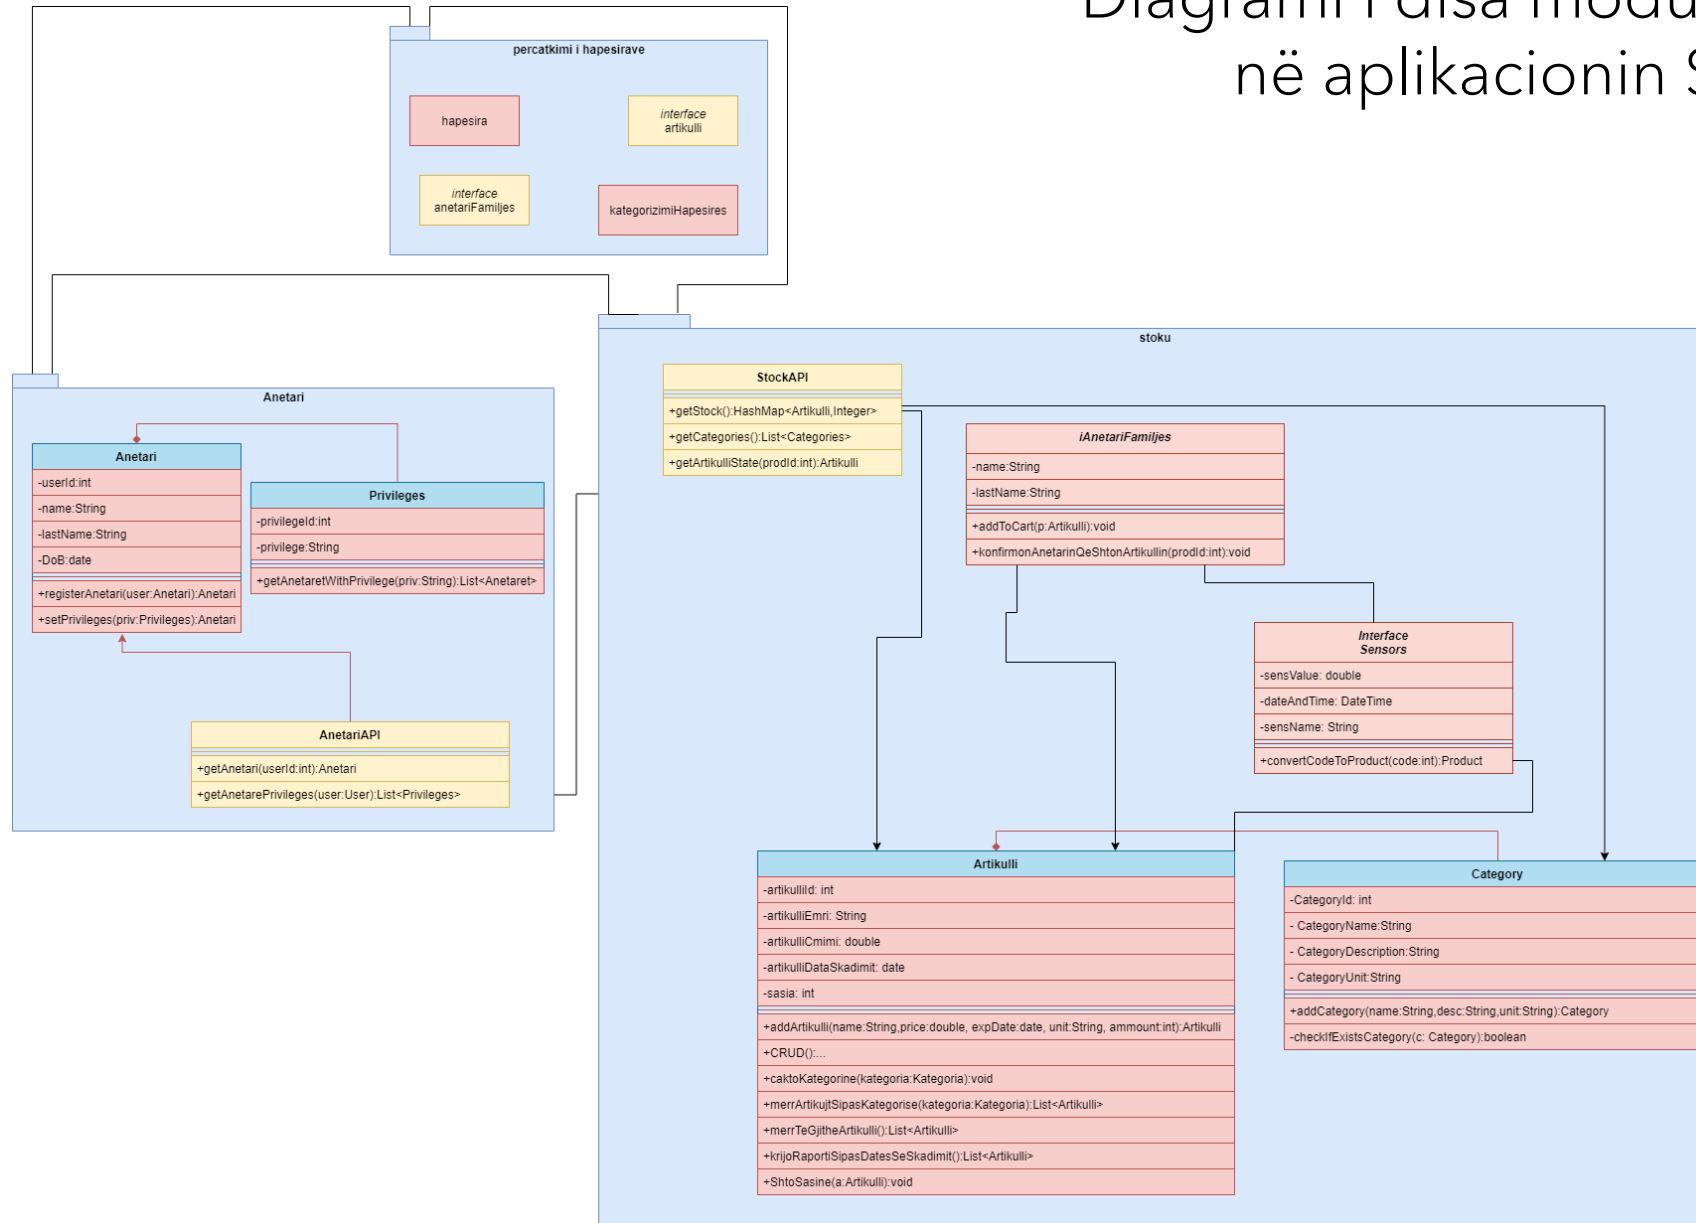 Diagrami i disa
në aplikacionin
percatkimi i hapesirave
hapesira
interface
artikulli
interface
anetariFamiljes
kategorizimiHapesires
Anetari
Anetari
-userId:int
-name:String
-lastName:String
-DoB:date
+registerAnetari(user:Anetari):Anetari
+setPrivileges(priv:Privileges):Anetari
Privileges
-privilegeId:int
-privilege:String
+getAnetaretWithPrivilege(priv:String):List<Anetaret>
AnetariAPI
+getAnetari(userId:int):Anetari
+getAnetarePrivileges(user:User):List<Privileges>
stoku
StockAPI
+getStock():HashMap<Artikulli,Integer>
+getCategories():List<Categories>
+getArtikulliState(prodId:int):Artikulli
iAnetariFamiljes
-name:String
-lastName:String
+addToCart(p:Artikulli):void
+konfirmonAnetarinQeShtonArtikullin(prodId:int):void
Interface
Sensors
-sensValue: double
-dateAndTime: DateTime
-sensName: String
+convertCodeToProduct(code:int):Product
Artikulli
-artikulliId: int
-artikulliEmri: String
-artikulliCmimi: double
-artikulliDataSkadimit: date
-sasia: int
+addArtikulli(name:String,price:double, expDate:date, unit:String, ammount:int):Artikulli
+CRUD():...
+caktoKategorine(kategoria:Kategoria):void
+merrArtikujtSipasKategorise(kategoria:Kategoria):List<Artikulli>
+merrTeGjitheArtikulli():List<Artikulli>
+krijoRaportiSipasDatesSeSkadimit():List<Artikulli>
+ShtoSasine(a:Artikulli):void
Category
-CategoryId: int
- CategoryName:String
- CategoryDescription:String
- CategoryUnit:String
+addCategory(name:String,desc:String,unit:String):Category
-checkIfExistsCategory(c: Category):boolean